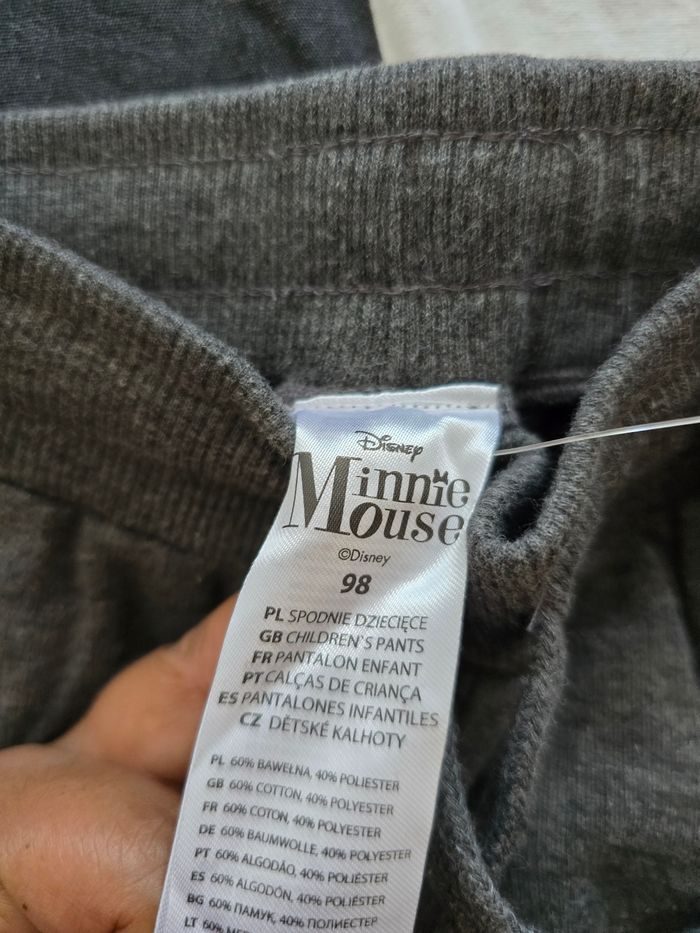 Disney
Minnie
Mouse
©Disney
98
PL SPODNIE DZIECIĘCE
GB CHILDREN'S PANTS
FR PANTALON ENFANT
PT CALÇAS DE CRIANÇA
ES PANTALONES INFANTILES
CZ DĚTSKÉ KALHOTY
PL 60% BAWEŁNA, 40% POLIESTER
GB 60% COTTON, 40% POLYESTER
FR 60% COTON, 40% POLYESTER
DE 60% BAUMWOLLE, 40% POLYESTER
PT 60% ALGODÃO, 40% POLIÉSTER
ES 60% ALGODÓN, 40% POLIÉSTER
BG 60% ПАМУК, 40% ПОЛИЕСТЕР
LT 60%